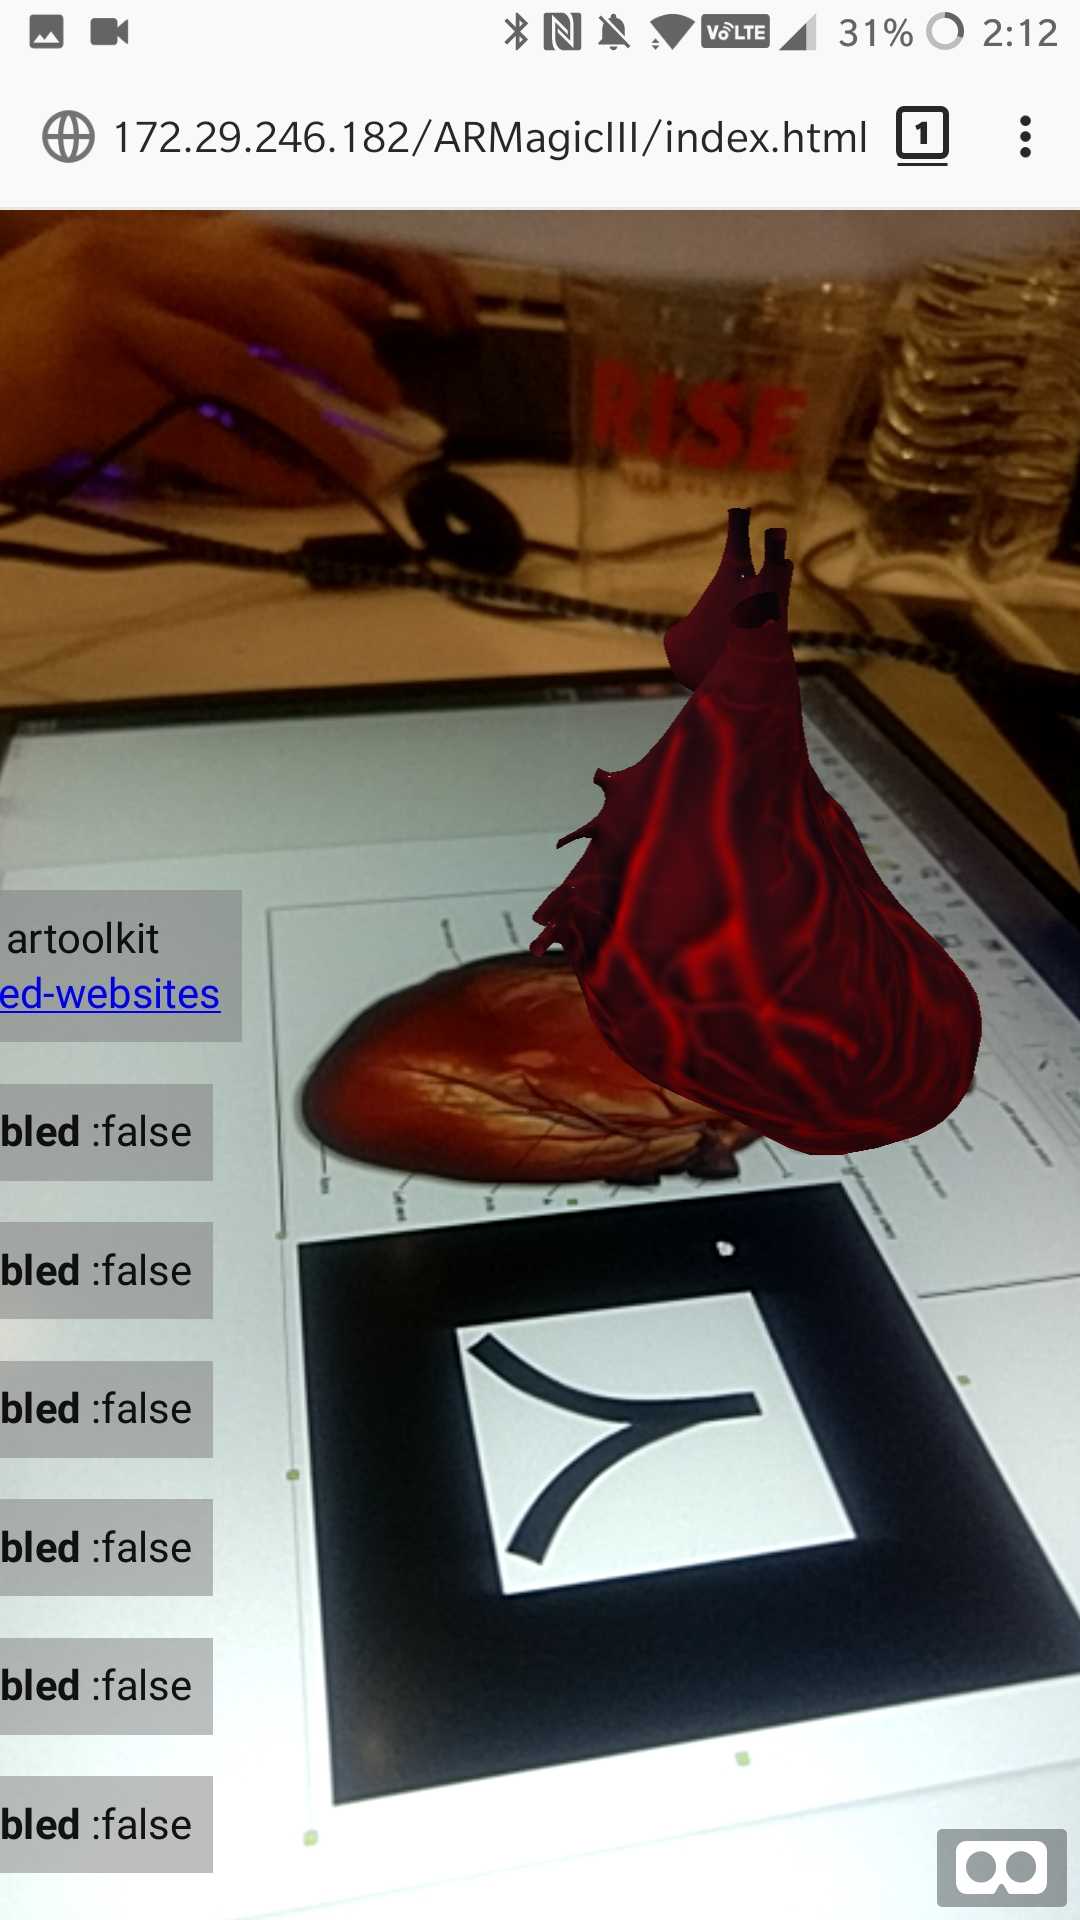 VoLTE 31% 2:12
172.29.246.182/ARMagicIII/index.html 1
RISE
artoolkit
ed-websites
bled :false
bled :false
bled :false
bled :false
bled :false
bled :false